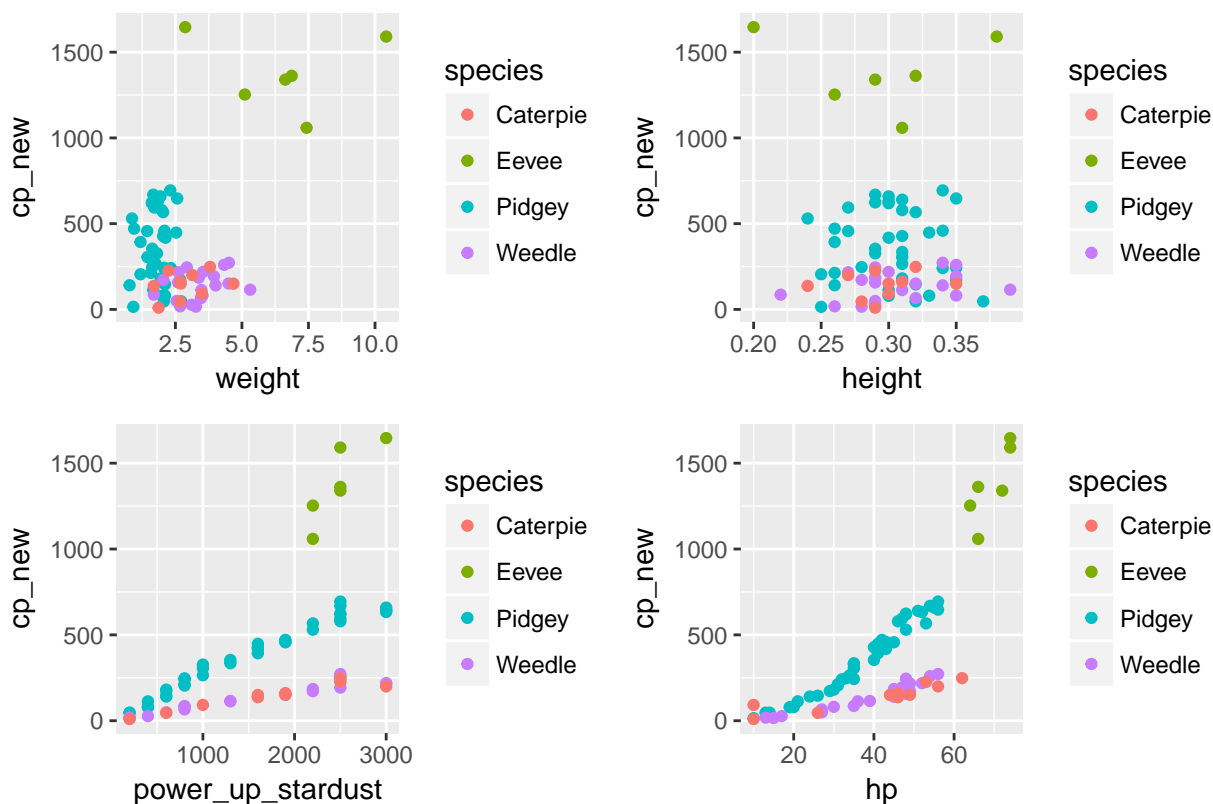 cp_new
1500
1000
500
0
2.5
5.0
7.5
10.0
weight
species
Caterpie
Eevee
Pidgey
Weedle
cp_new
1500
1000
500
0
0.20
0.25
0.30
0.35
height
species
Caterpie
Eevee
Pidgey
Weedle
cp_new
1500
1000
500
0
1000
2000
3000
power_up_stardust
species
Caterpie
Eevee
Pidgey
Weedle
cp_new
1500
1000
500
0
20
40
60
hp
species
Caterpie
Eevee
Pidgey
Weedle